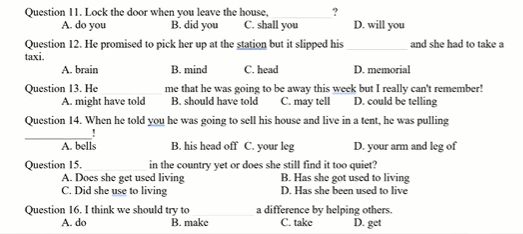 Question 11. Lock the door when you leave the house, ____________?
A. do you B. did you C. shall you D. will you
Question 12. He promised to pick her up at the station but it slipped his ____________ and she had to take a
taxi.
A. brain B. mind C. head D. memorial
Question 13. He ____________ me that he was going to be away this week but I really can't remember!
A. might have told B. should have told C. may tell D. could be telling
Question 14. When he told you he was going to sell his house and live in a tent, he was pulling
____________!
A. bells B. his head off C. your leg D. your arm and leg of
Question 15. ____________ in the country yet or does she still find it too quiet?
A. Does she get used living B. Has she got used to living
C. Did she use to living D. Has she been used to live
Question 16. I think we should try to ____________ a difference by helping others.
A. do B. make C. take D. get